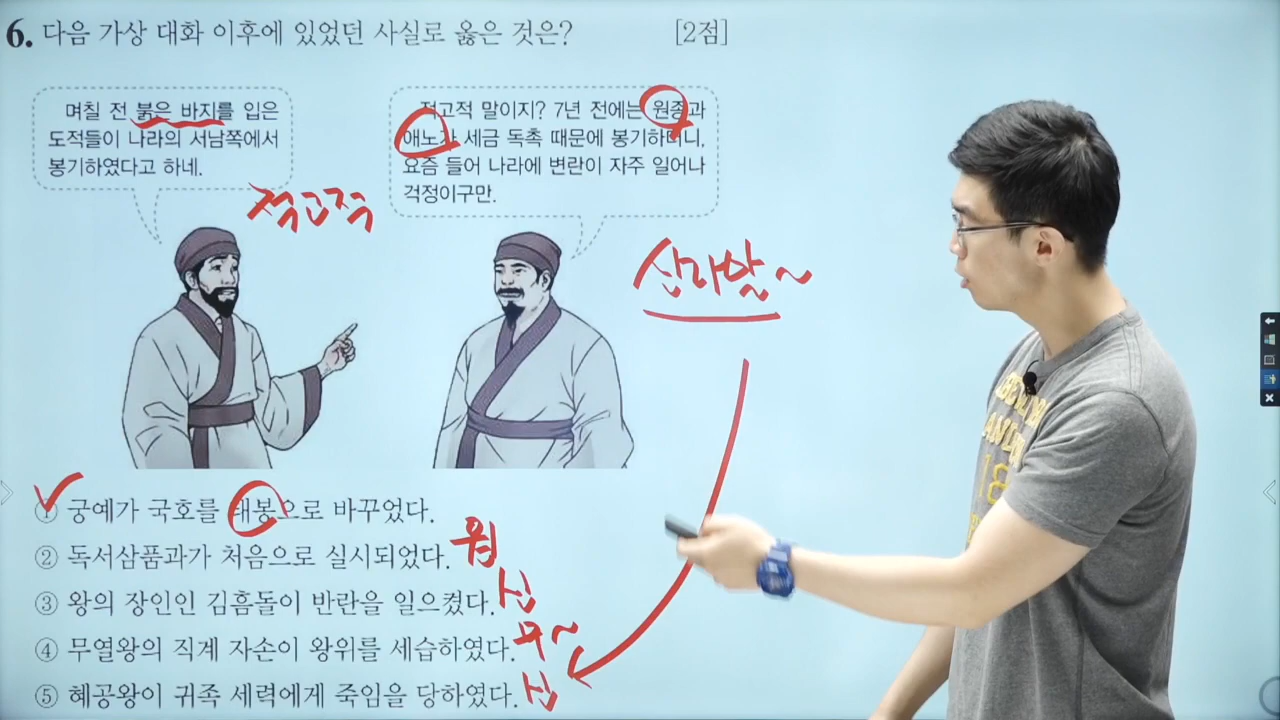 6. 다음 가상 대화 이후에 있었던 사실로 옳은 것은? [2점]
며칠 전 붉은 바지를 입은
도적들이 나라의 서남쪽에서
봉기하였다고 하네.
적고적 말이지? 7년 전에는 원종과
애노가 세금 독촉 때문에 봉기하더니,
요즘 들어 나라에 변란이 자주 일어나
걱정이구만.
적고적
신라말~
① 궁예가 국호를 태봉으로 바꾸었다.
② 독서삼품과가 처음으로 실시되었다. 원
③ 왕의 장인인 김흠돌이 반란을 일으켰다. 신
④ 무열왕의 직계 자손이 왕위를 세습하였다. 무~
⑤ 혜공왕이 귀족 세력에게 죽임을 당하였다.